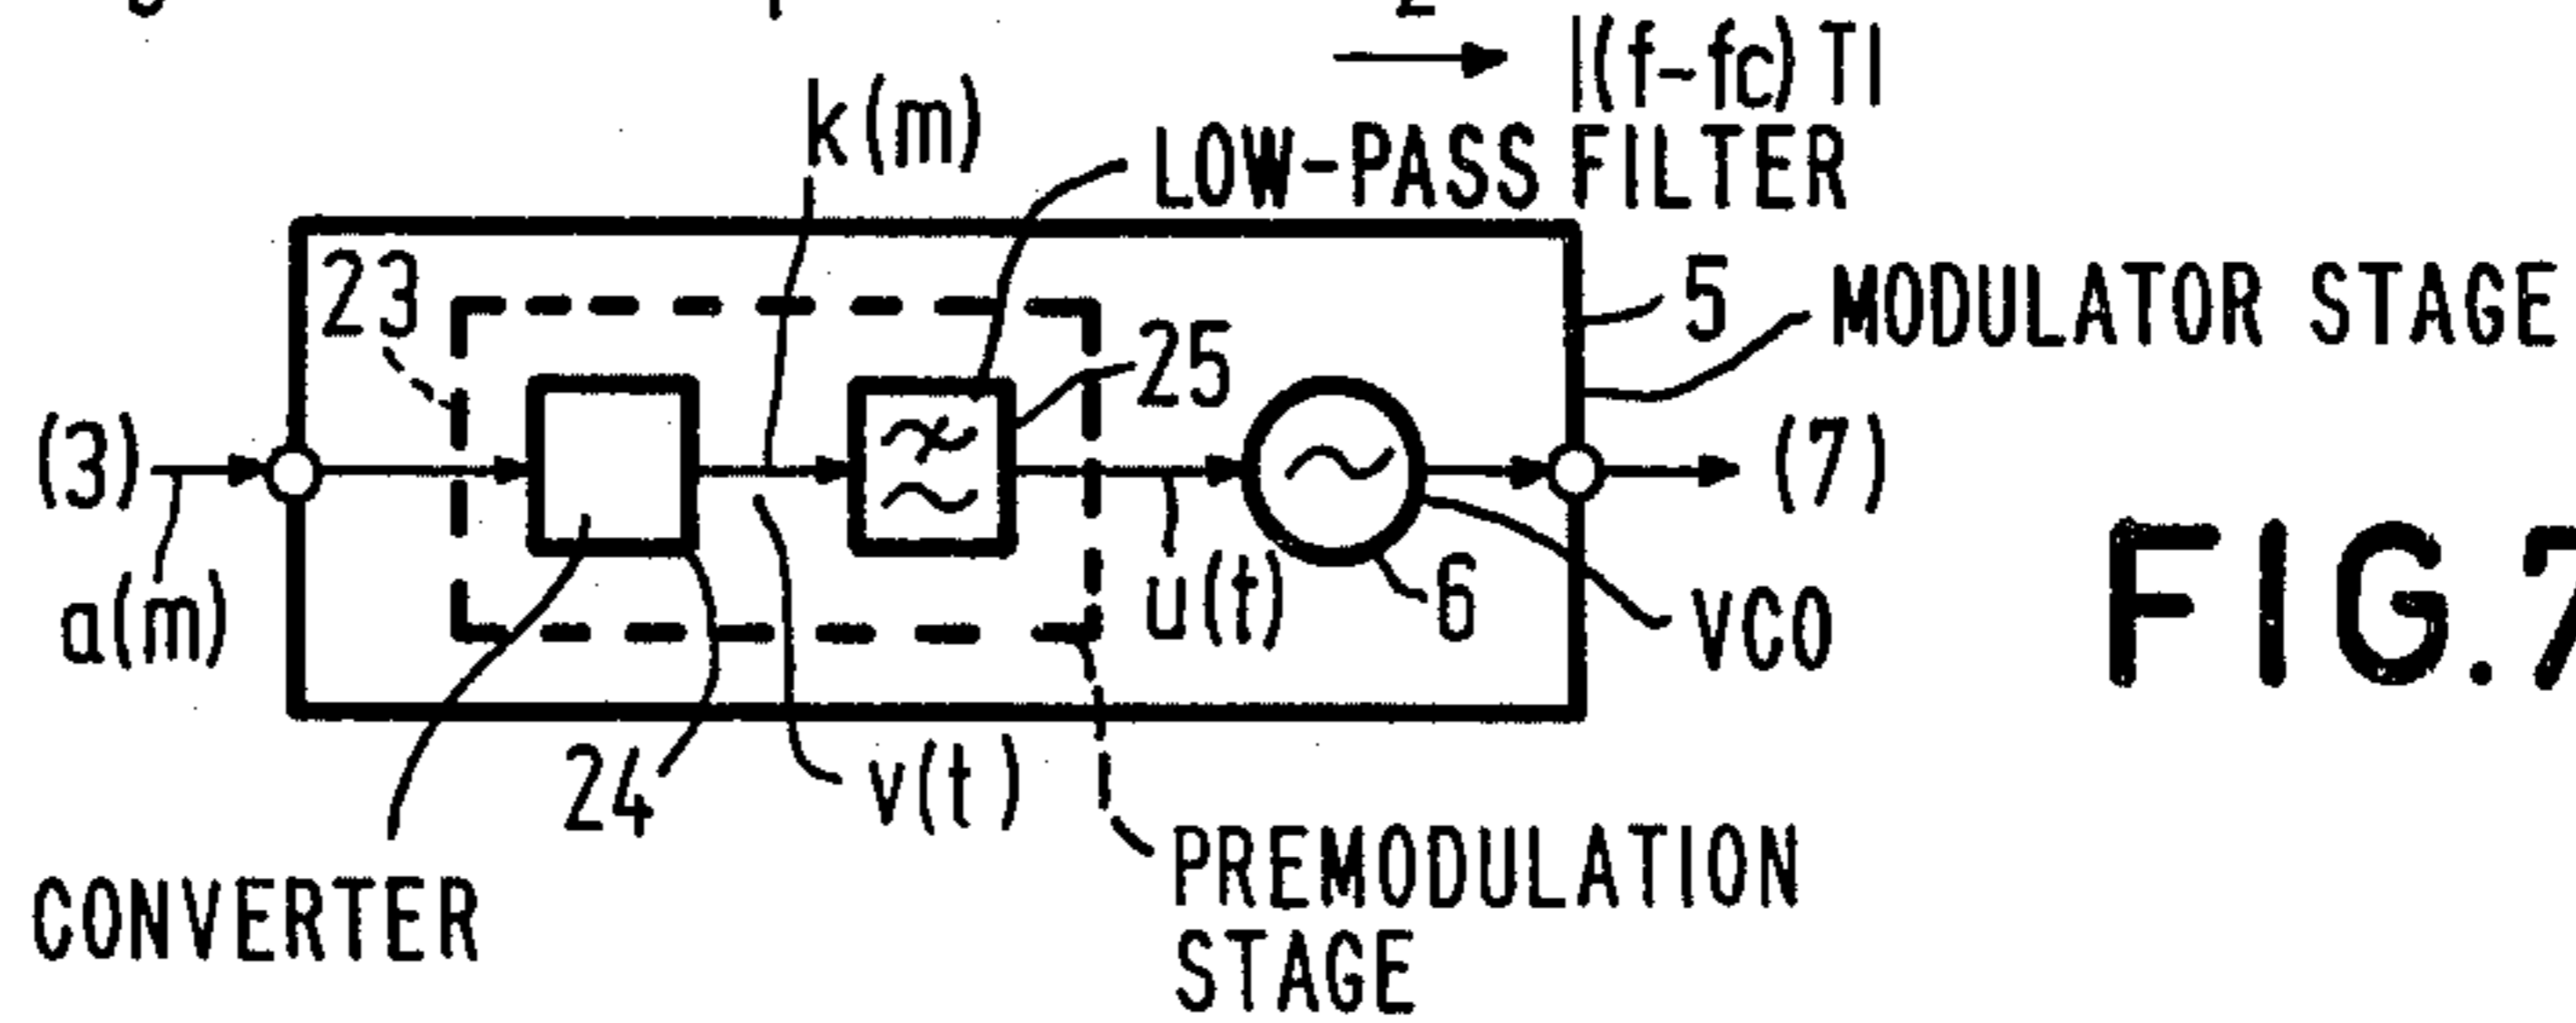 |(f-fc)T|
k(m)
LOW-PASS FILTER
23
5
MODULATOR STAGE
25
(3)
(7)
a(m)
u(t)
6
VCO
FIG.7
24
v(t)
CONVERTER
PREMODULATION
STAGE